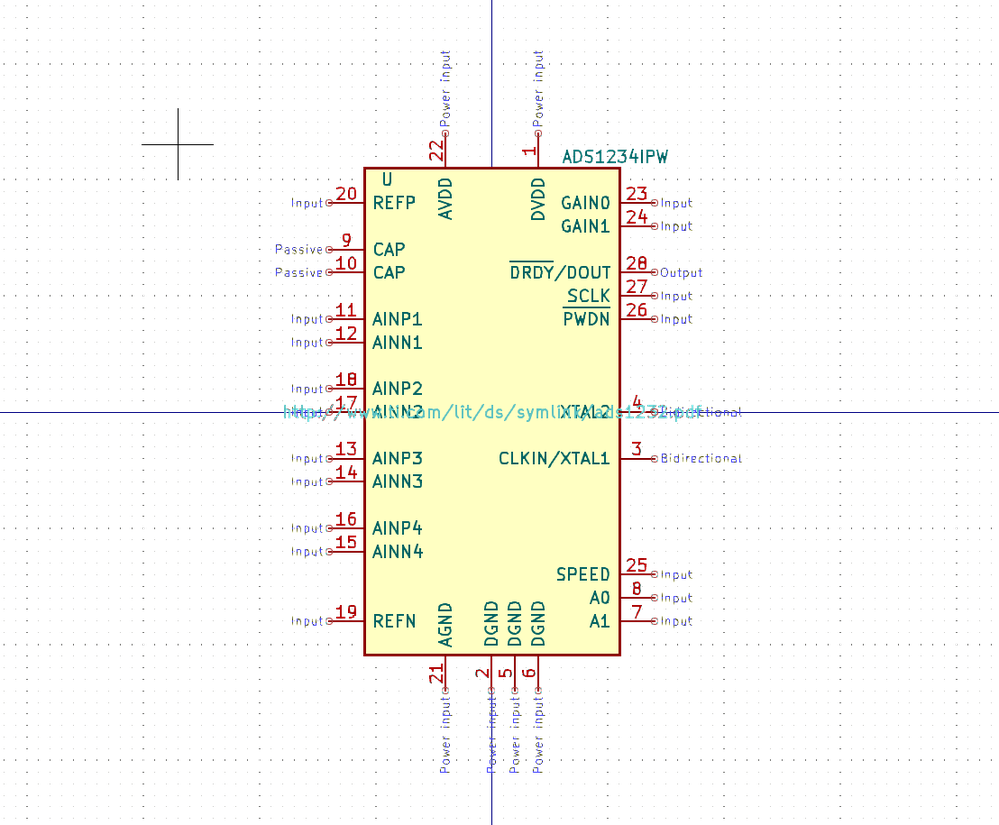 Power input
Power input
22
1
ADS1234IPW
U
AVDD
DVDD
Input 20 REFP
GAIN0 23 Input
GAIN1 24 Input
Passive 9 CAP
Passive 10 CAP
DRDY/DOUT 28 Output
SCLK 27 Input
PWDN 26 Input
Input 11 AINP1
Input 12 AINN1
Input 18 AINP2
Input 17 AINN2
http://www.ti.com/lit/ds/symlink/ads1232.pdf
XTAL2 4 Bidirectional
Input 13 AINP3
CLKIN/XTAL1 3 Bidirectional
Input 14 AINN3
Input 16 AINP4
Input 15 AINN4
SPEED 25 Input
A0 8 Input
Input 19 REFN
A1 7 Input
AGND
DGND
DGND
DGND
21
2
5
6
Power input
Power input
Power input
Power input